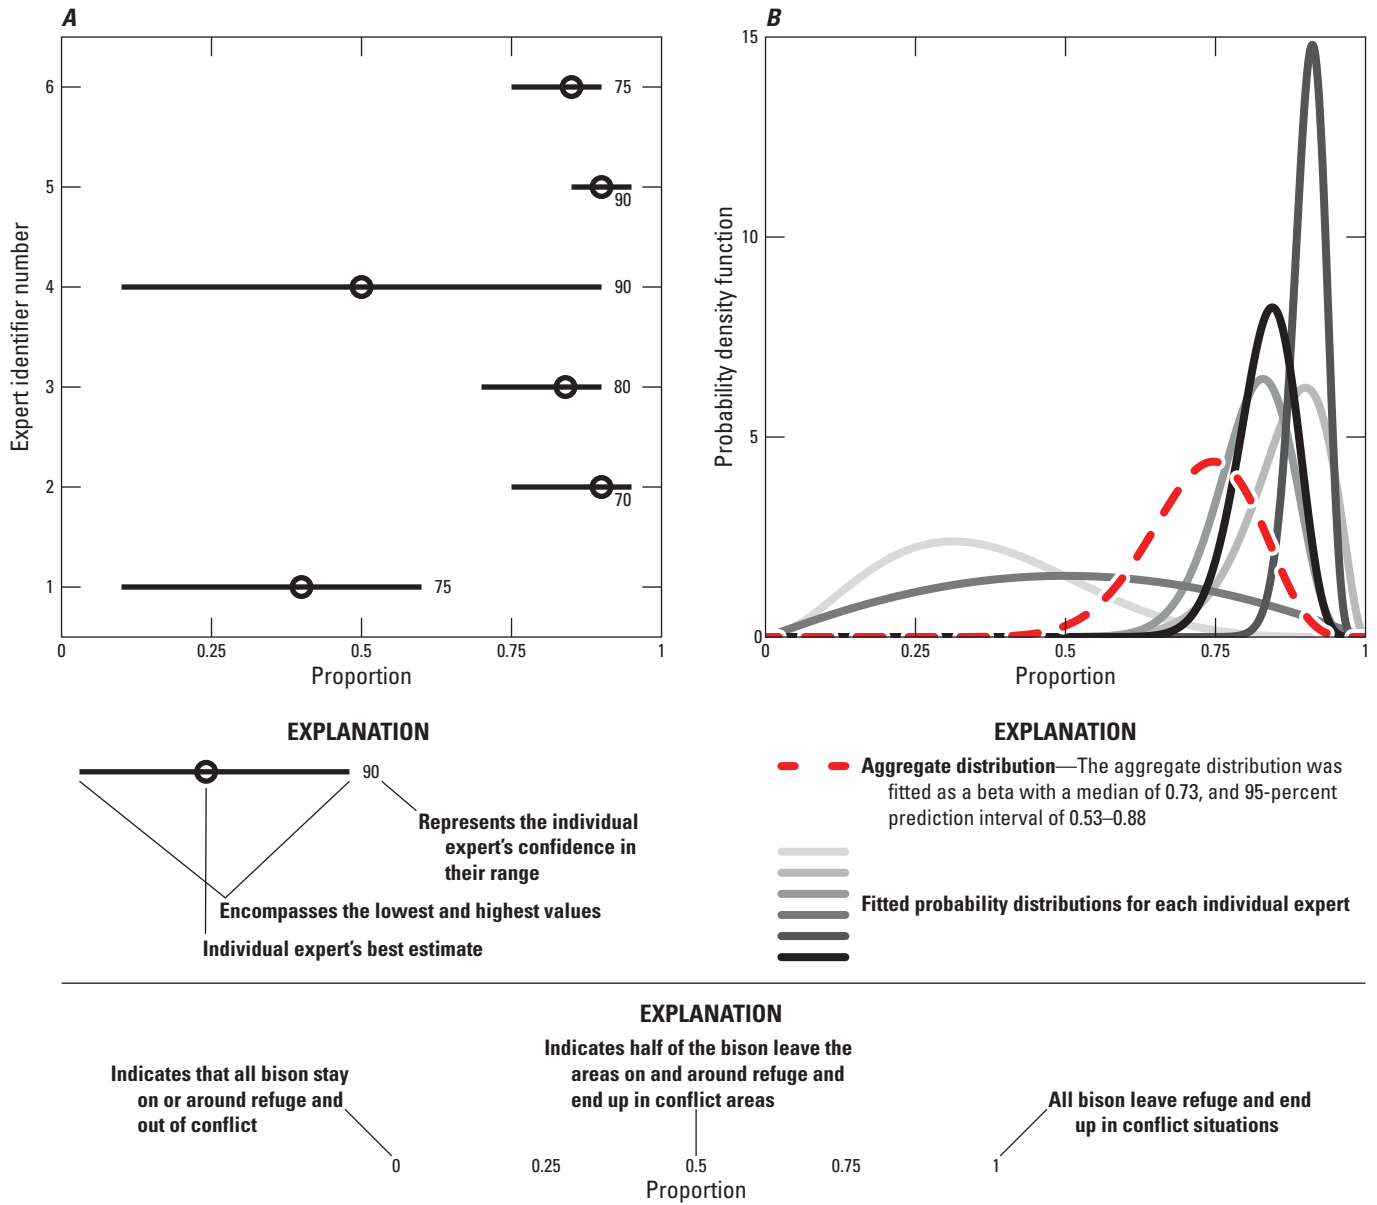 A
6
5
4
3
2
1
75
90
90
80
70
75
0
0.25
0.5
0.75
1
Expert identifier number
Proportion
B
15
10
5
0
0
0.25
0.5
0.75
1
Probability density function
Proportion
EXPLANATION
90
Represents the individual
expert's confidence in
their range
Encompasses the lowest and highest values
Individual expert's best estimate
EXPLANATION
Aggregate distribution—The aggregate distribution was
fitted as a beta with a median of 0.73, and 95-percent
prediction interval of 0.53–0.88
Fitted probability distributions for each individual expert
EXPLANATION
Indicates that all bison stay
on or around refuge and
out of conflict
Indicates half of the bison leave the
areas on and around refuge and
end up in conflict areas
All bison leave refuge and end
up in conflict situations
0
0.25
0.5
0.75
1
Proportion